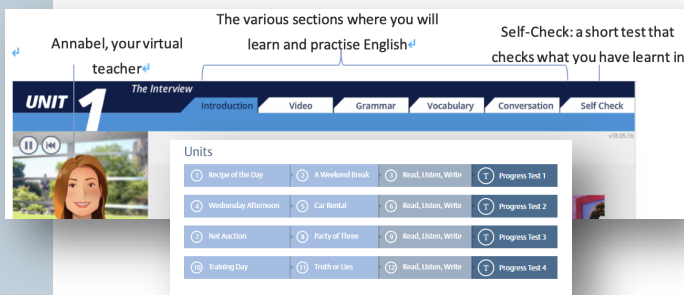 The various sections where you will
learn and practise English
Annabel, your virtual
teacher
Self-Check: a short test that
checks what you have learnt in
UNIT 1 The Interview
Introduction Video Grammar Vocabulary Conversation Self Check
v18.05.16
Units
1 Recipe of the Day 2 A Weekend Break 3 Read, Listen, Write T Progress Test 1
4 Wednesday Afternoon 5 Car Rental 6 Read, Listen, Write T Progress Test 2
7 Net Auction 8 Party of Three 9 Read, Listen, Write T Progress Test 3
10 Training Day 11 Truth or Lies 12 Read, Listen, Write T Progress Test 4